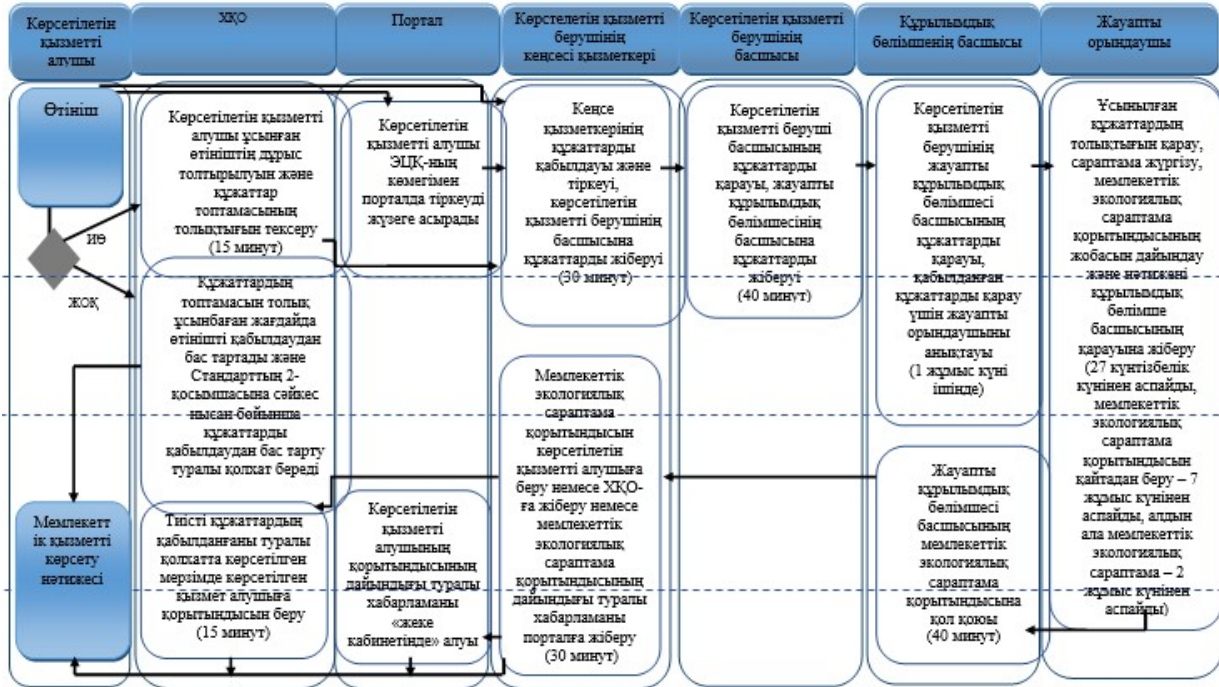 Көрсетілетін
қызметті
алушы
ХҚО
Портал
Көрстелетін қызметті
берушінің
кеңсесі қызметкері
Көрсетілетін қызметті
берушінің
басшысы
Құрылымдық
бөлімшенің басшысы
Жауапты
орындаушы
Өтініш
ИӘ
ЖОҚ
Мемлекетт
ік қызметті
көрсету
нәтижесі
Көрсетілетін қызметті
алушы ұсынған
өтініштің дұрыс
толтырылуын және
құжаттар
топтамасының
толықтығын тексеру
(15 минут)
Құжаттардың
топтамасын толық
ұсынбаған жағдайда
өтінішті қабылдаудан
бас тартады және
Стандарттың 2-
қосымшасына сәйкес
нысан бойынша
құжаттарды
қабылдаудан бас тарту
туралы қолхат береді
Тиісті құжаттардың
қабылданғаны туралы
қолхатта көрсетілген
мерзімде көрсетілген
қызмет алушыға
қорытындысын беру
(15 минут)
Көрсетілетін
қызметті алушы
ЭЦҚ-ның
көмегімен
порталда тіркеуді
жүзеге асырады
Көрсетілетін
қызметті
алушының
қорытындысының
дайындығы туралы
хабарламаны
«жеке
кабинетінде» алуы
Кеңсе
қызметкерінің
құжаттарды
қабылдауы және
тіркеуі,
көрсетілетін
қызметті берушінің
басшысына
құжаттарды жіберуі
(30 минут)
Мемлекеттік
экологиялық
сараптама
қорытындысын
көрсетілетін
қызметті алушыға
беру немесе ХҚО-
ға жіберу немесе
мемлекеттік
экологиялық
сараптама
қорытындысының
дайындығы туралы
хабарламаны
порталға жіберу
(30 минут)
Көрсетілетін
қызметті беруші
басшысының
құжаттарды
қарауы, жауапты
құрылымдық
бөлімшесінің
басшысына
құжаттарды
жіберуі
(40 минут)
Көрсетілетін
қызметті
берушінің
жауапты
құрылымдық
бөлімшесі
басшысының
құжаттарды
қарауы,
қабылданған
құжаттарды қарау
үшін жауапты
орындаушыны
анықтауы
(1 жұмыс күні
ішінде)
Жауапты
құрылымдық
бөлімшесі
басшысының
мемлекеттік
экологиялық
сараптама
қорытындысына
қол қоюы
(40 минут)
Ұсынылған
құжаттардың
толықтығын қарау,
сараптама жүргізу,
мемлекеттік
экологиялық
сараптама
қорытындысының
жобасын дайындау
және нәтижені
құрылымдық
бөлімше
басшысының
қарауына жіберу
(27 күнтізбелік
күнінен аспайды,
мемлекеттік
экологиялық
сараптама
қорытындысын
қайтадан беру – 7
жұмыс күнінен
аспайды, алдын
ала мемлекеттік
экологиялық
сараптама – 2
жұмыс күнінен
аспайды)